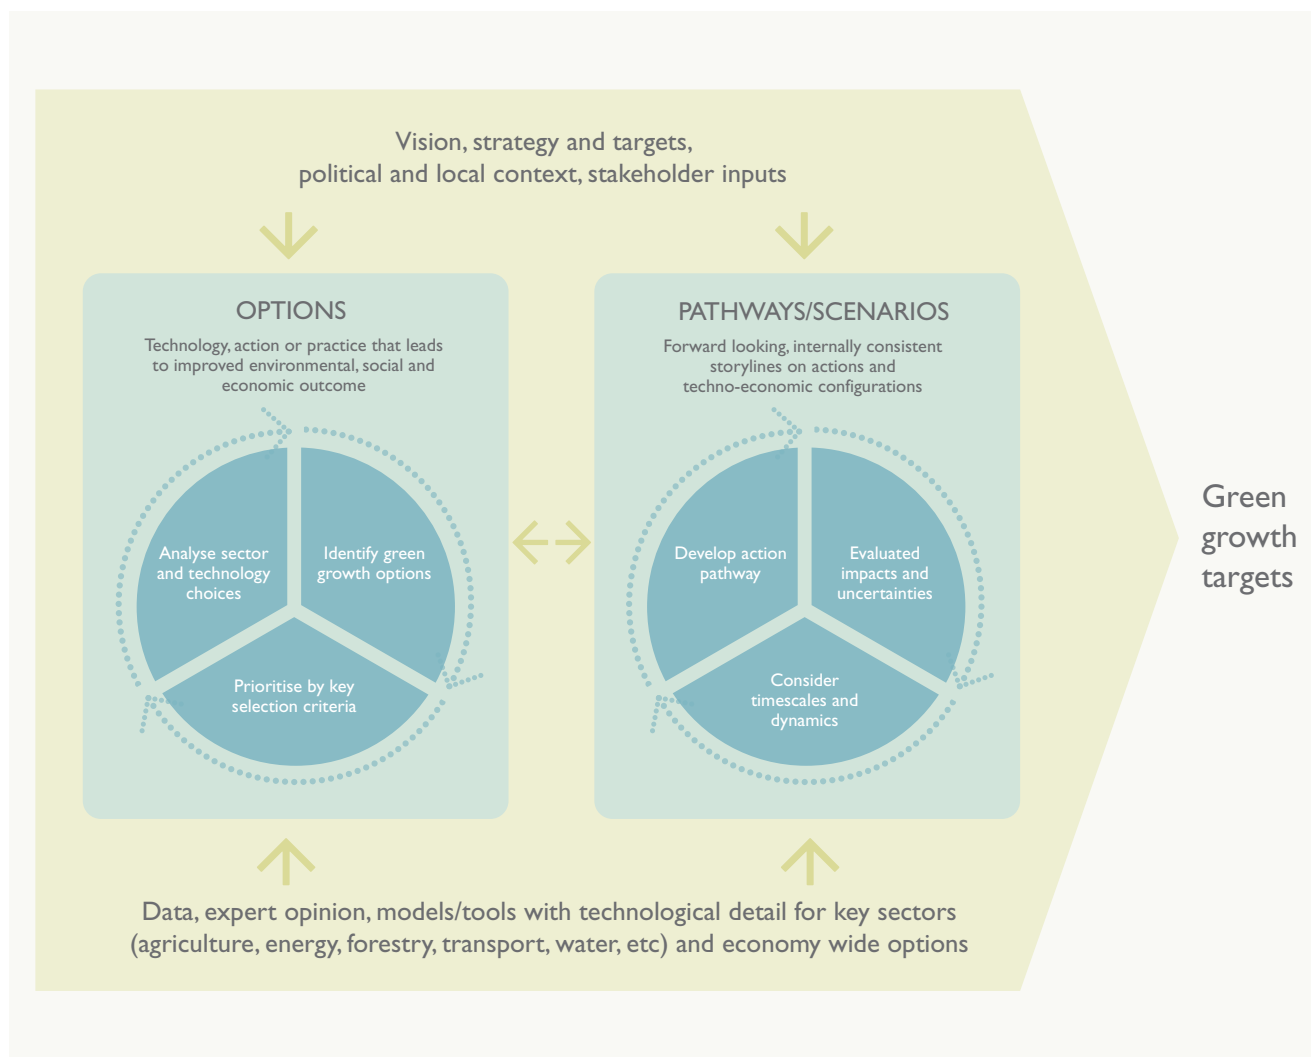 Vision, strategy and targets,
political and local context, stakeholder inputs
OPTIONS
Technology, action or practice that leads
to improved environmental, social and
economic outcome
Analyse sector
and technology
choices
Identify green
growth options
Prioritise by key
selection criteria
PATHWAYS/SCENARIOS
Forward looking, internally consistent
storylines on actions and
techno-economic configurations
Develop action
pathway
Evaluated
impacts and
uncertainties
Consider
timescales and
dynamics
Green
growth
targets
Data, expert opinion, models/tools with technological detail for key sectors
(agriculture, energy, forestry, transport, water, etc) and economy wide options